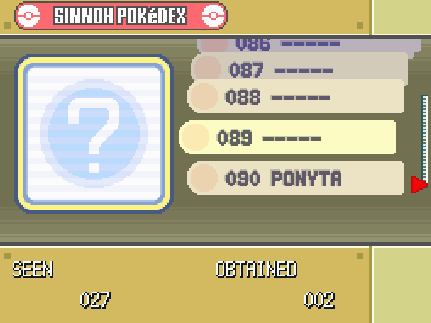 SINNOH POKéDEX
086 -----
087 -----
088 -----
089 -----
090 PONYTA
?
SEEN
027
OBTAINED
002